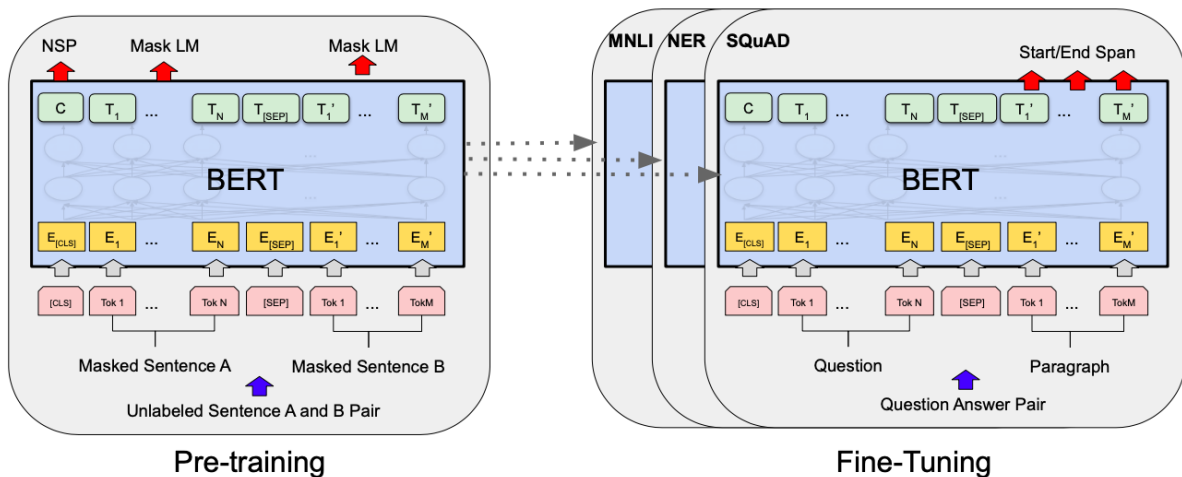 NSP Mask LM Mask LM
C T1 ... TN T[SEP] T1' ... TM'
...
...
BERT
E[CLS] E1 ... EN E[SEP] E1' ... EM'
[CLS] Tok 1 ... Tok N [SEP] Tok 1 ... TokM
Masked Sentence A Masked Sentence B
Unlabeled Sentence A and B Pair
Pre-training
MNLI NER SQuAD
Start/End Span
C T1 ... TN T[SEP] T1' ... TM'
...
...
BERT
E[CLS] E1 ... EN E[SEP] E1' ... EM'
[CLS] Tok 1 ... Tok N [SEP] Tok 1 ... TokM
Question Paragraph
Question Answer Pair
Fine-Tuning